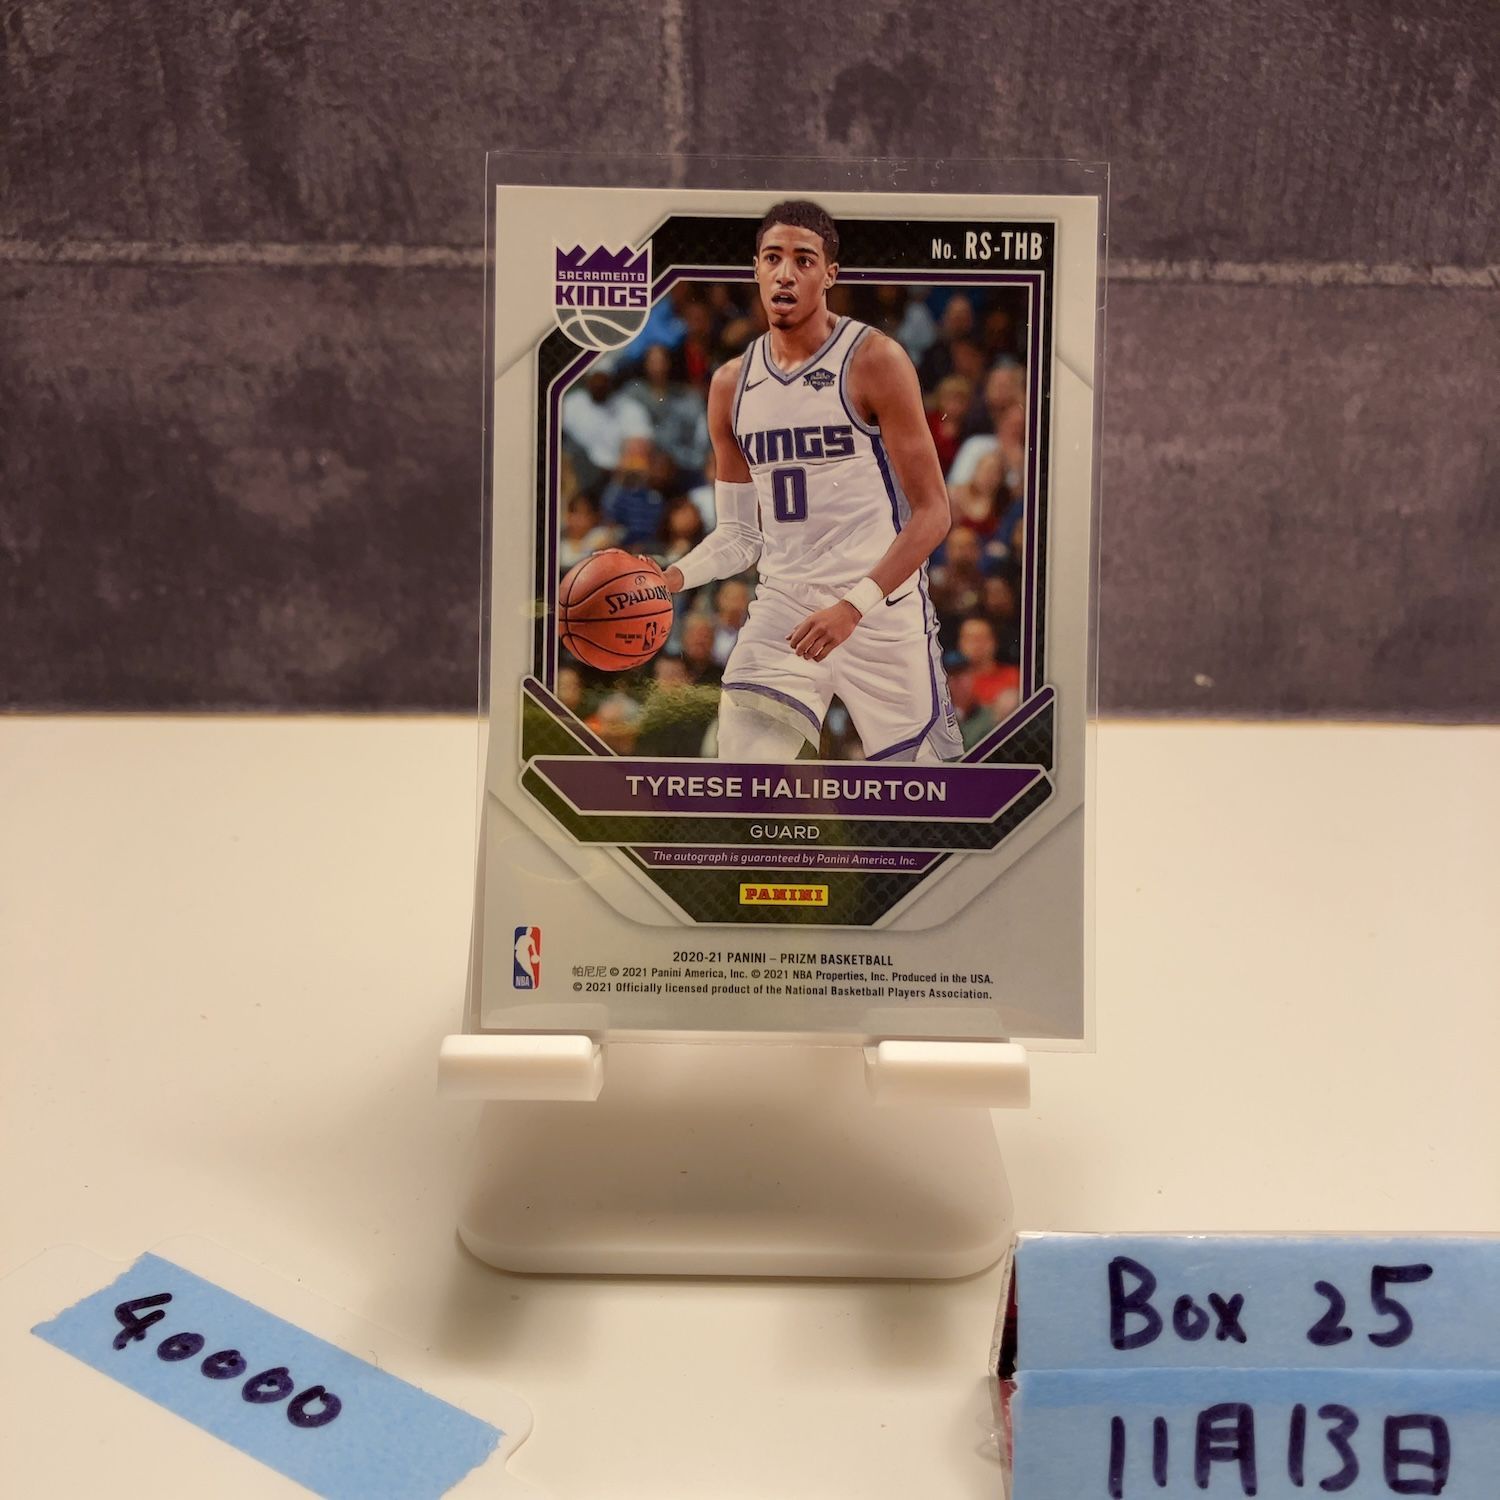 No. RS-THB
SACRAMENTO
KINGS
KINGS
0
SPALDING
TYRESE HALIBURTON
GUARD
The autograph is guaranteed by Panini America, Inc.
PANINI
NBA
2020-21 PANINI – PRIZM BASKETBALL
帕尼尼 © 2021 Panini America, Inc. © 2021 NBA Properties, Inc. Produced in the USA.
© 2021 Officially licensed product of the National Basketball Players Association.
40000
Box 25
11月13日